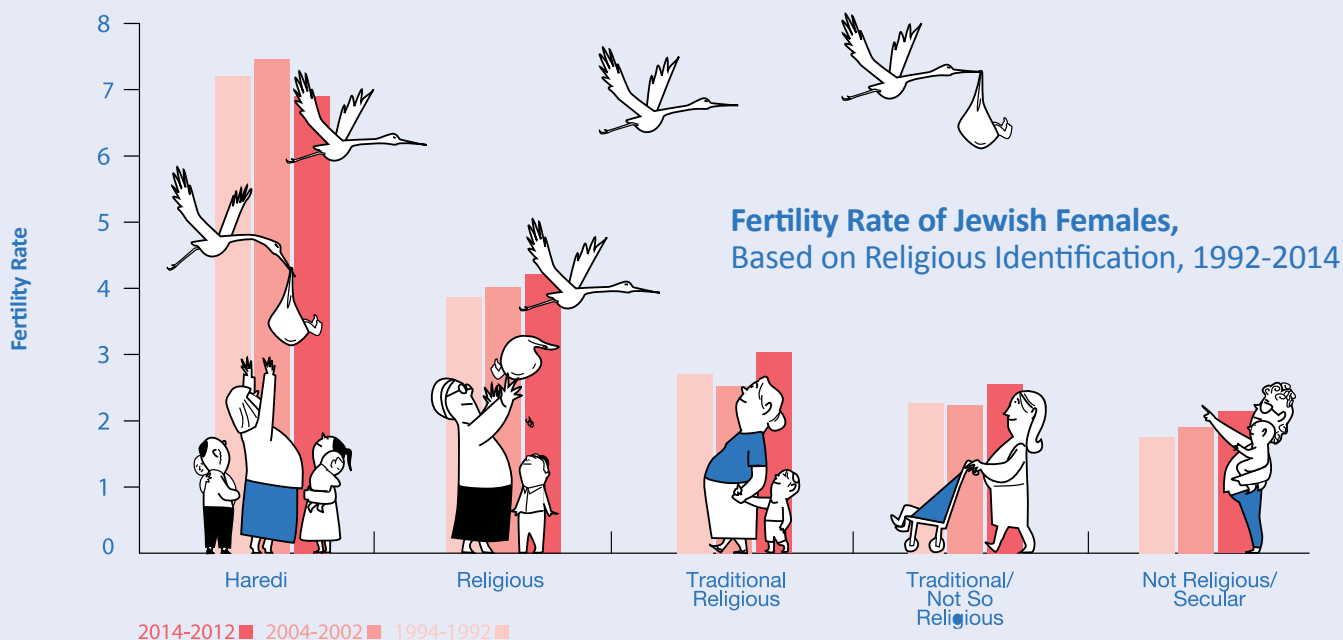 8
7
6
5
4
3
2
1
0
Fertility Rate
Fertility Rate of Jewish Females,
Based on Religious Identification, 1992-2014
Haredi
Religious
Traditional
Religious
Traditional/
Not So
Religious
Not Religious/
Secular
2014-2012 2004-2002 1994-1992